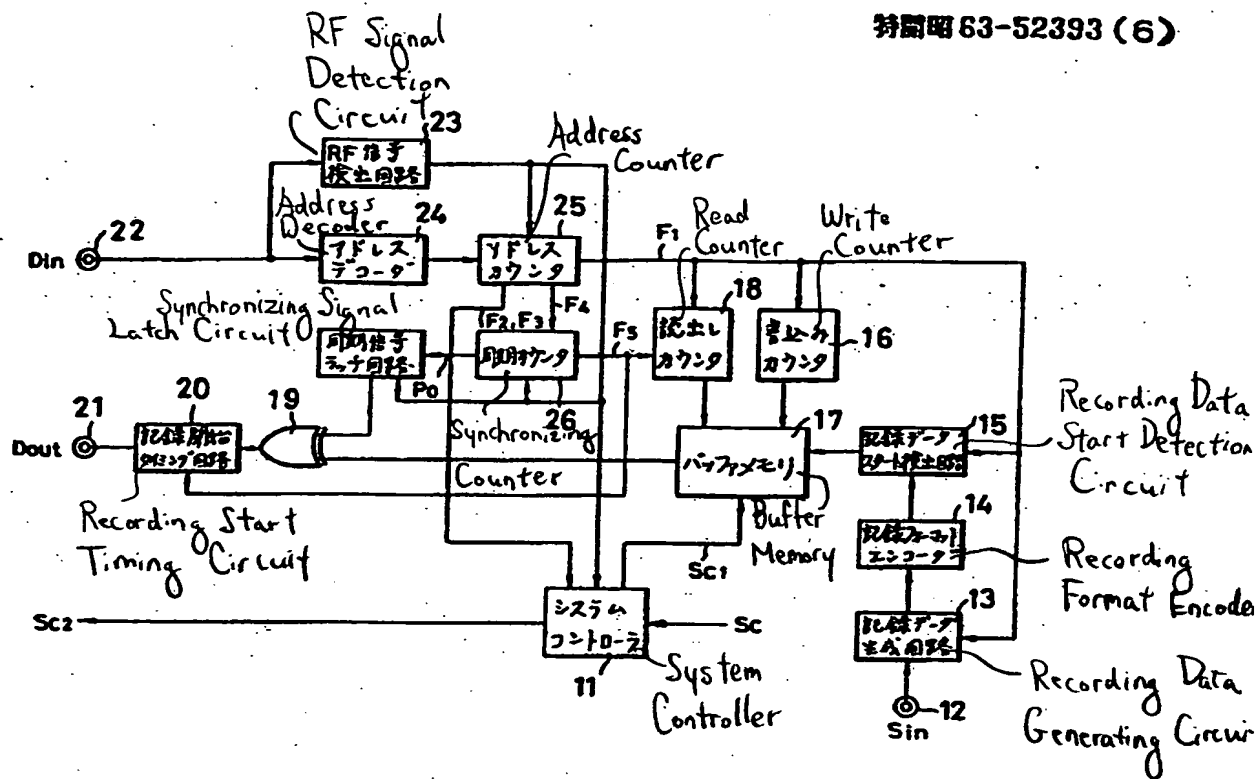 特開昭 63-52393 (6)
RF Signal
Detection
Circuit
23
RF信号
検出回路
Address
Counter
Address
Decoder
24
アドレス
デコーダ
25
アドレス
カウンタ
Read
Counter
Write
Counter
22
Din
F1
F4
F2, F3
F5
18
読出し
カウンタ
書込み
カウンタ
16
Synchronizing Signal
Latch Circuit
同期信号
ラッチ回路
P0
同期カウンタ
26
Synchronizing
Counter
21
Dout
20
記録開始
タイミング回路
19
17
バッファメモリ
Buffer
Memory
15
記録データ
スタート検出回路
Recording Data
Start Detection
Circuit
Recording Start
Timing Circuit
14
記録フォーマット
エンコーダ
Recording
Format Encoder
Sc1
Sc2
システム
コントローラ
Sc
11
System
Controller
13
記録データ
生成回路
Recording Data
Generating Circui
12
Sin